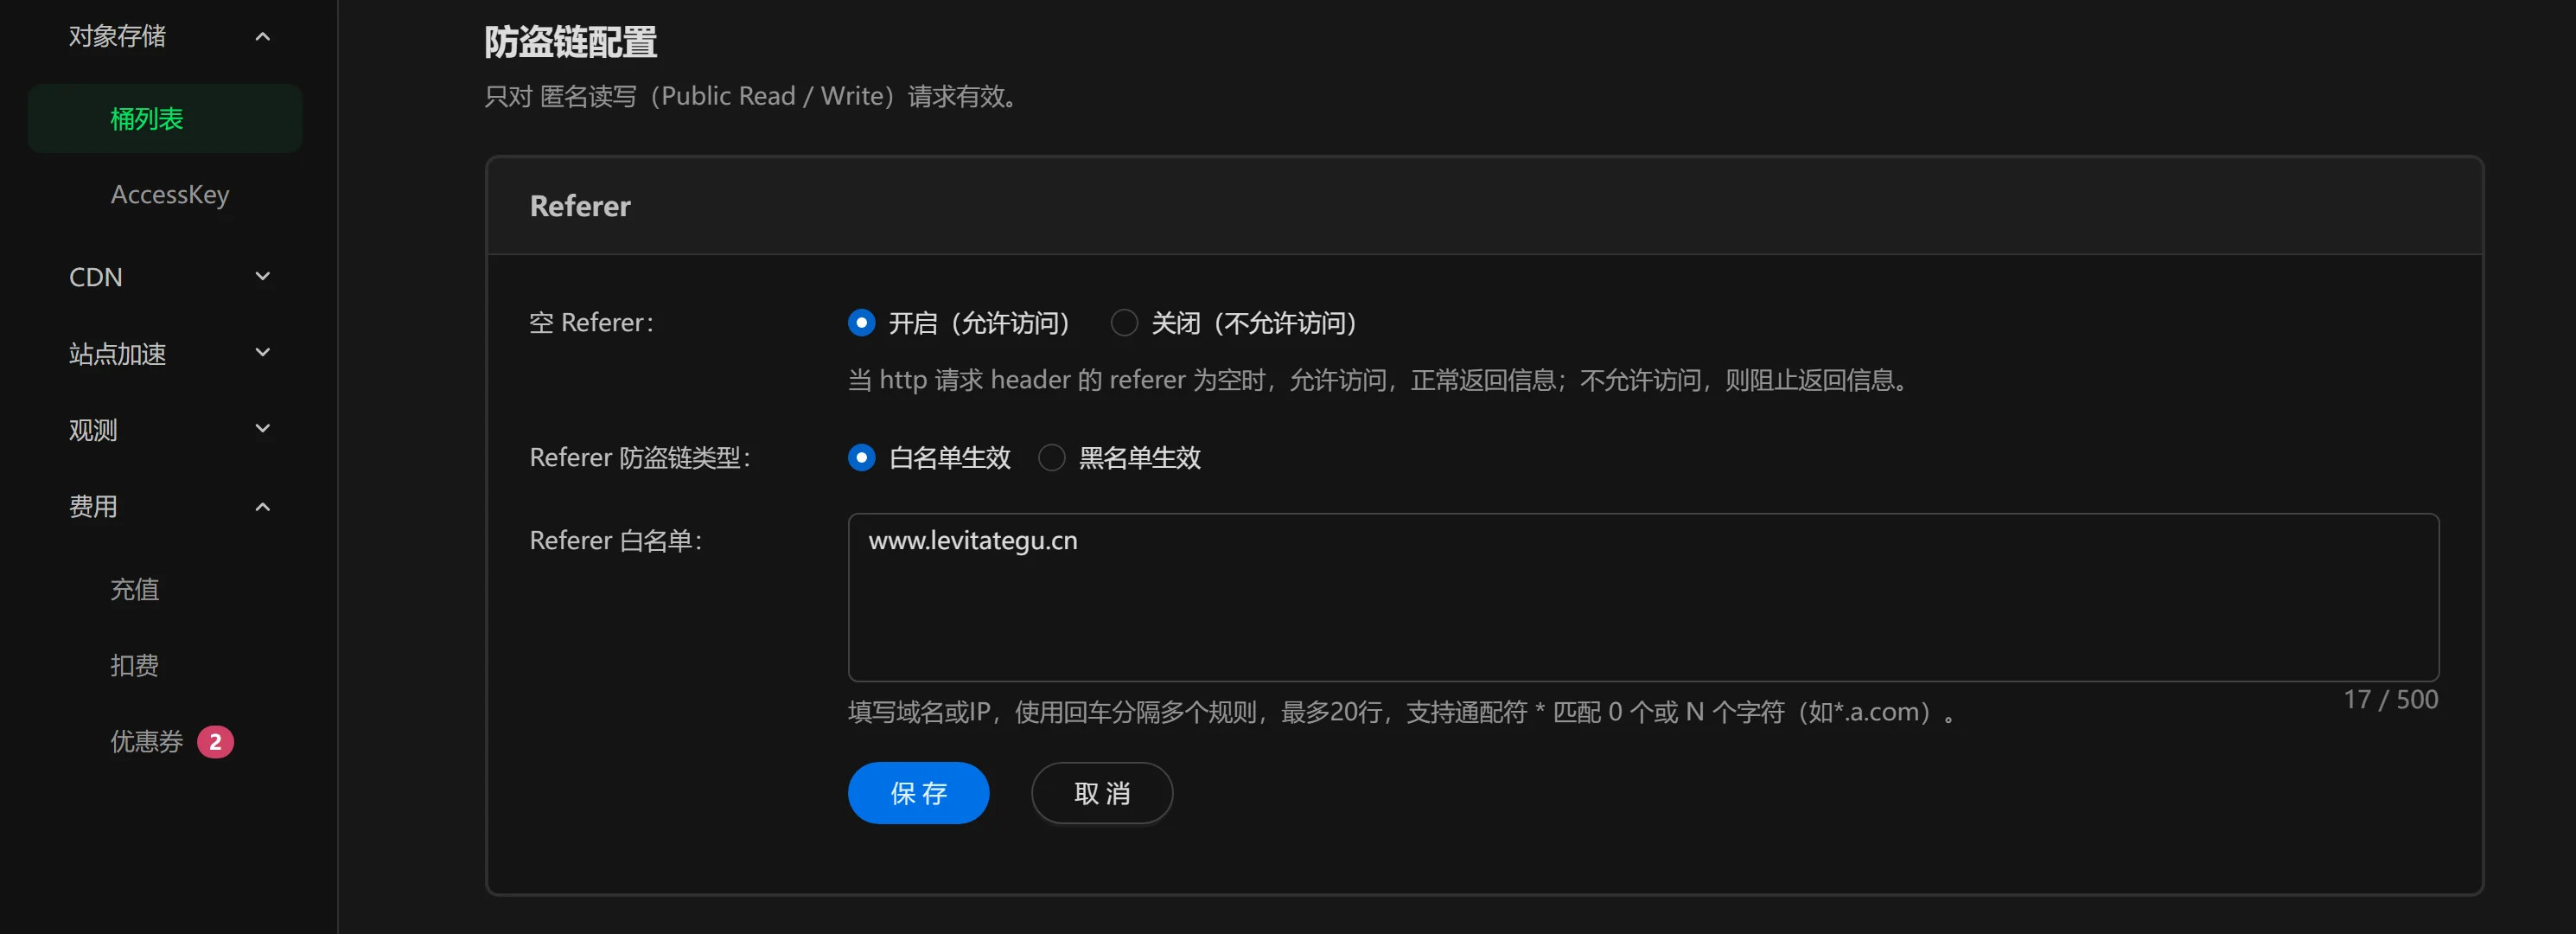 对象存储
桶列表
AccessKey
CDN
站点加速
观测
费用
充值
扣费
优惠券 2
防盗链配置
只对 匿名读写（Public Read / Write）请求有效。
Referer
空 Referer：
开启（允许访问） 关闭（不允许访问）
当 http 请求 header 的 referer 为空时，允许访问，正常返回信息；不允许访问，则阻止返回信息。
Referer 防盗链类型： 白名单生效 黑名单生效
Referer 白名单： www.levitategu.cn
17 / 500
填写域名或IP，使用回车分隔多个规则，最多20行，支持通配符 * 匹配 0 个或 N 个字符（如*.a.com）。
保 存 取 消